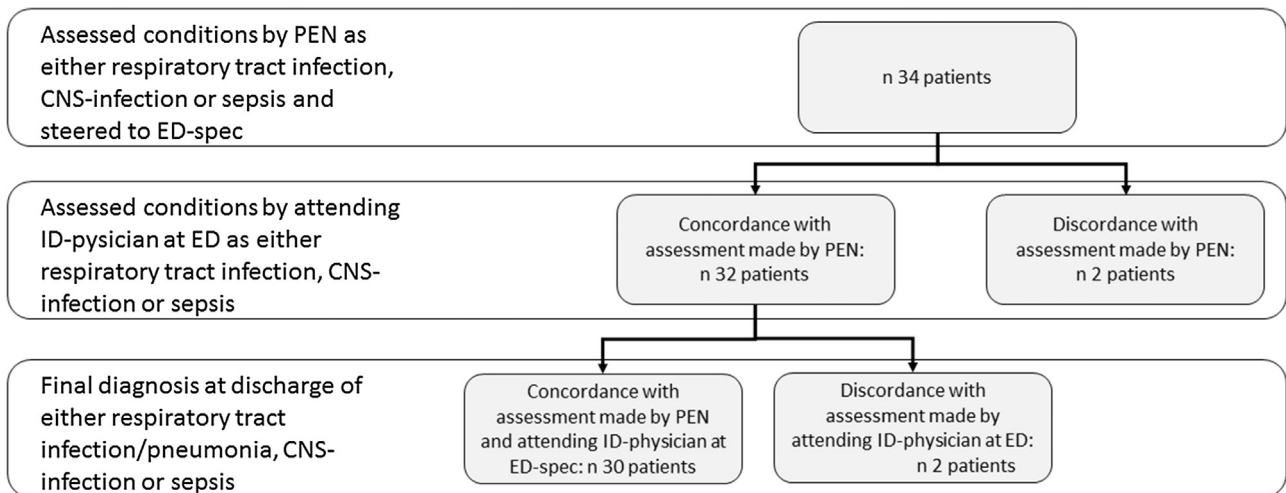 Assessed conditions by PEN as
either respiratory tract infection,
CNS-infection or sepsis and
steered to ED-spec
n 34 patients
Assessed conditions by attending
ID-pysician at ED as either
respiratory tract infection, CNS-
infection or sepsis
Concordance with
assessment made by PEN:
n 32 patients
Discordance with
assessment made by PEN:
n 2 patients
Final diagnosis at discharge of
either respiratory tract
infection/pneumonia, CNS-
infection or sepsis
Concordance with
assessment made by PEN
and attending ID-physician at
ED-spec: n 30 patients
Discordance with
assessment made by
attending ID-physician at ED:
n 2 patients